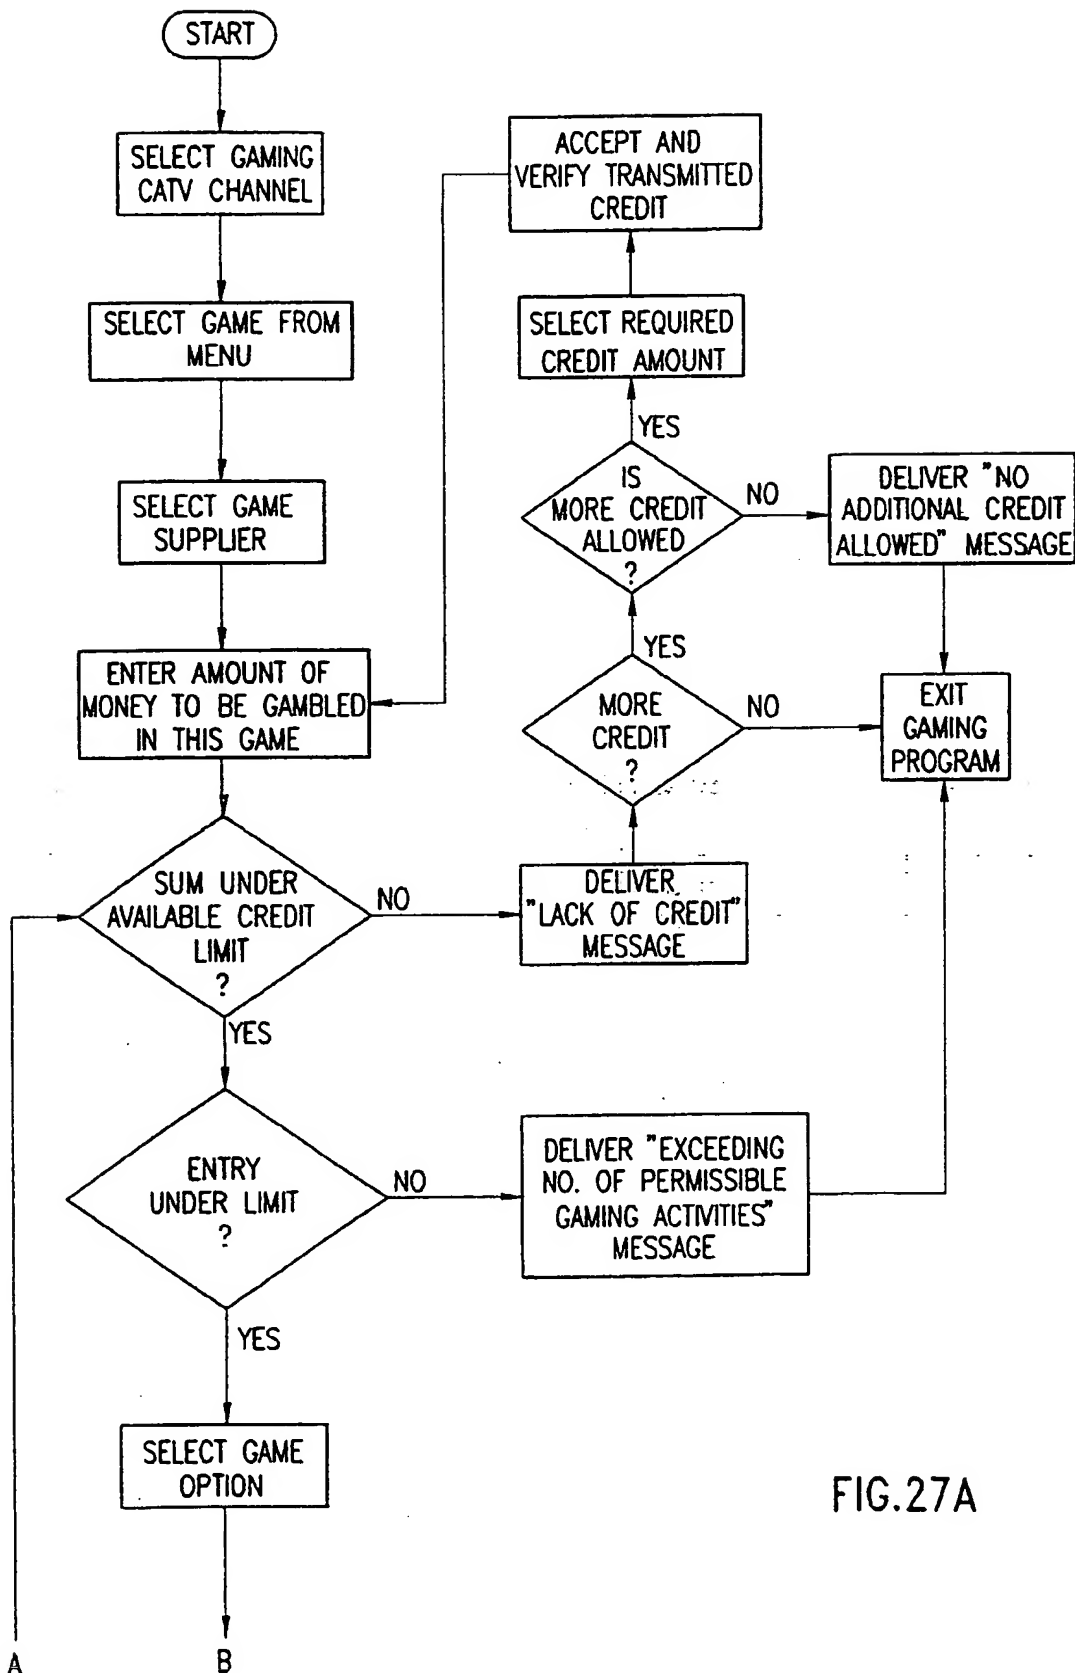 START
SELECT GAMING
CATV CHANNEL
SELECT GAME FROM
MENU
SELECT GAME
SUPPLIER
ENTER AMOUNT OF
MONEY TO BE GAMBLED
IN THIS GAME
SUM UNDER
AVAILABLE CREDIT
LIMIT
?
NO
YES
ENTRY
UNDER LIMIT
?
NO
YES
SELECT GAME
OPTION
A
B
ACCEPT AND
VERIFY TRANSMITTED
CREDIT
SELECT REQUIRED
CREDIT AMOUNT
YES
IS
MORE CREDIT
ALLOWED
?
NO
DELIVER "NO
ADDITIONAL CREDIT
ALLOWED" MESSAGE
YES
MORE
CREDIT
?
NO
EXIT
GAMING
PROGRAM
DELIVER
"LACK OF CREDIT"
MESSAGE
DELIVER "EXCEEDING
NO. OF PERMISSIBLE
GAMING ACTIVITIES"
MESSAGE
FIG.27A